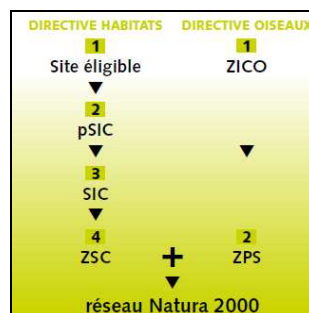 DIRECTIVE HABITATS DIRECTIVE OISEAUX
1 1
Site éligible ZICO
2
pSIC
3
SIC
4 2
ZSC + ZPS
réseau Natura 2000